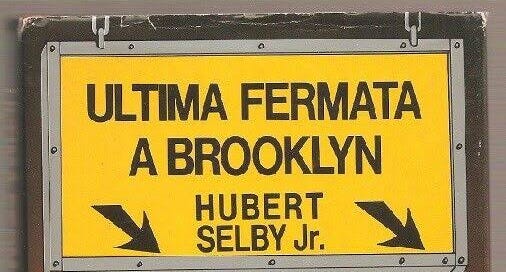 ULTIMA FERMATA
A BROOKLYN
HUBERT
SELBY Jr.